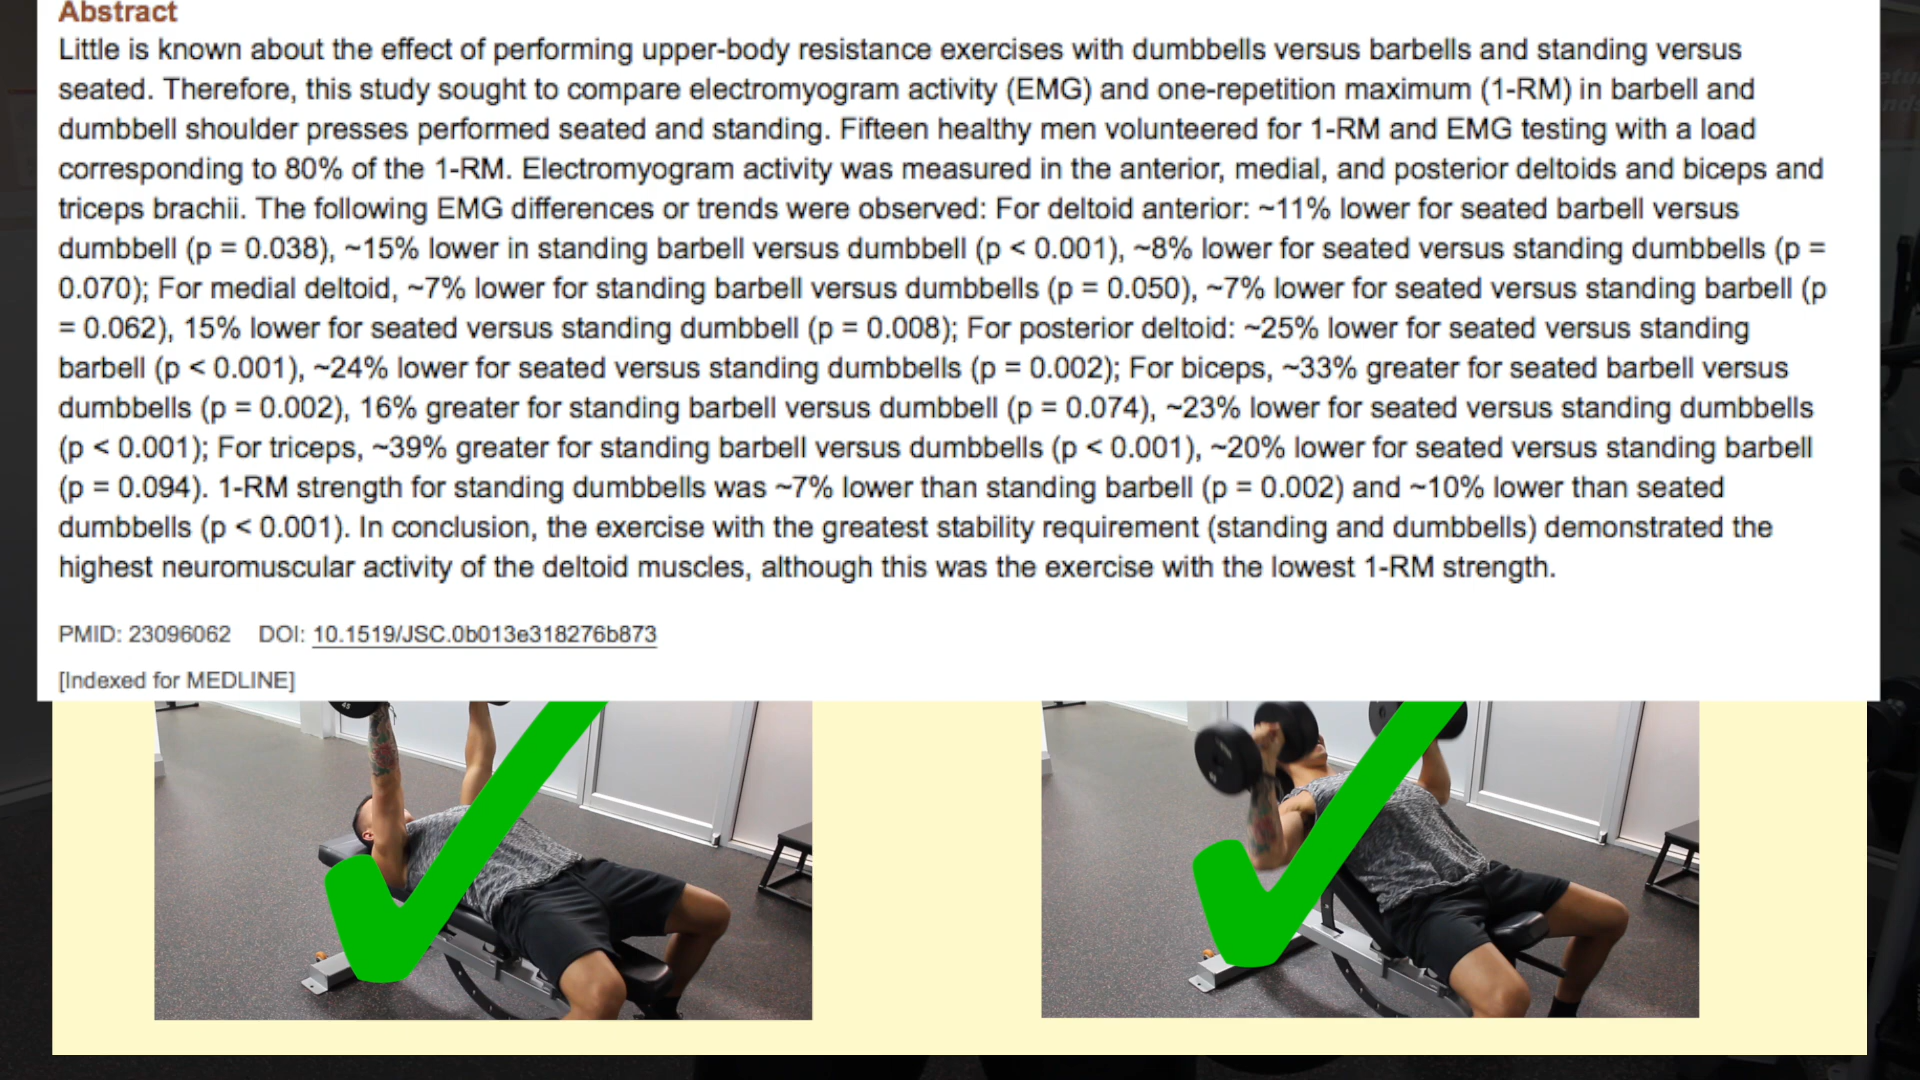 Abstract
Little is known about the effect of performing upper-body resistance exercises with dumbbells versus barbells and standing versus
seated. Therefore, this study sought to compare electromyogram activity (EMG) and one-repetition maximum (1-RM) in barbell and
dumbbell shoulder presses performed seated and standing. Fifteen healthy men volunteered for 1-RM and EMG testing with a load
corresponding to 80% of the 1-RM. Electromyogram activity was measured in the anterior, medial, and posterior deltoids and biceps and
triceps brachii. The following EMG differences or trends were observed: For deltoid anterior: ~11% lower for seated barbell versus
dumbbell (p = 0.038), ~15% lower in standing barbell versus dumbbell (p < 0.001), ~8% lower for seated versus standing dumbbells (p =
0.070); For medial deltoid, ~7% lower for standing barbell versus dumbbells (p = 0.050), ~7% lower for seated versus standing barbell (p
= 0.062), 15% lower for seated versus standing dumbbell (p = 0.008); For posterior deltoid: ~25% lower for seated versus standing
barbell (p < 0.001), ~24% lower for seated versus standing dumbbells (p = 0.002); For biceps, ~33% greater for seated barbell versus
dumbbells (p = 0.002), 16% greater for standing barbell versus dumbbell (p = 0.074), ~23% lower for seated versus standing dumbbells
(p < 0.001); For triceps, ~39% greater for standing barbell versus dumbbells (p < 0.001), ~20% lower for seated versus standing barbell
(p = 0.094). 1-RM strength for standing dumbbells was ~7% lower than standing barbell (p = 0.002) and ~10% lower than seated
dumbbells (p < 0.001). In conclusion, the exercise with the greatest stability requirement (standing and dumbbells) demonstrated the
highest neuromuscular activity of the deltoid muscles, although this was the exercise with the lowest 1-RM strength.
PMID: 23096062 DOI: 10.1519/JSC.0b013e318276b873
[Indexed for MEDLINE]
45